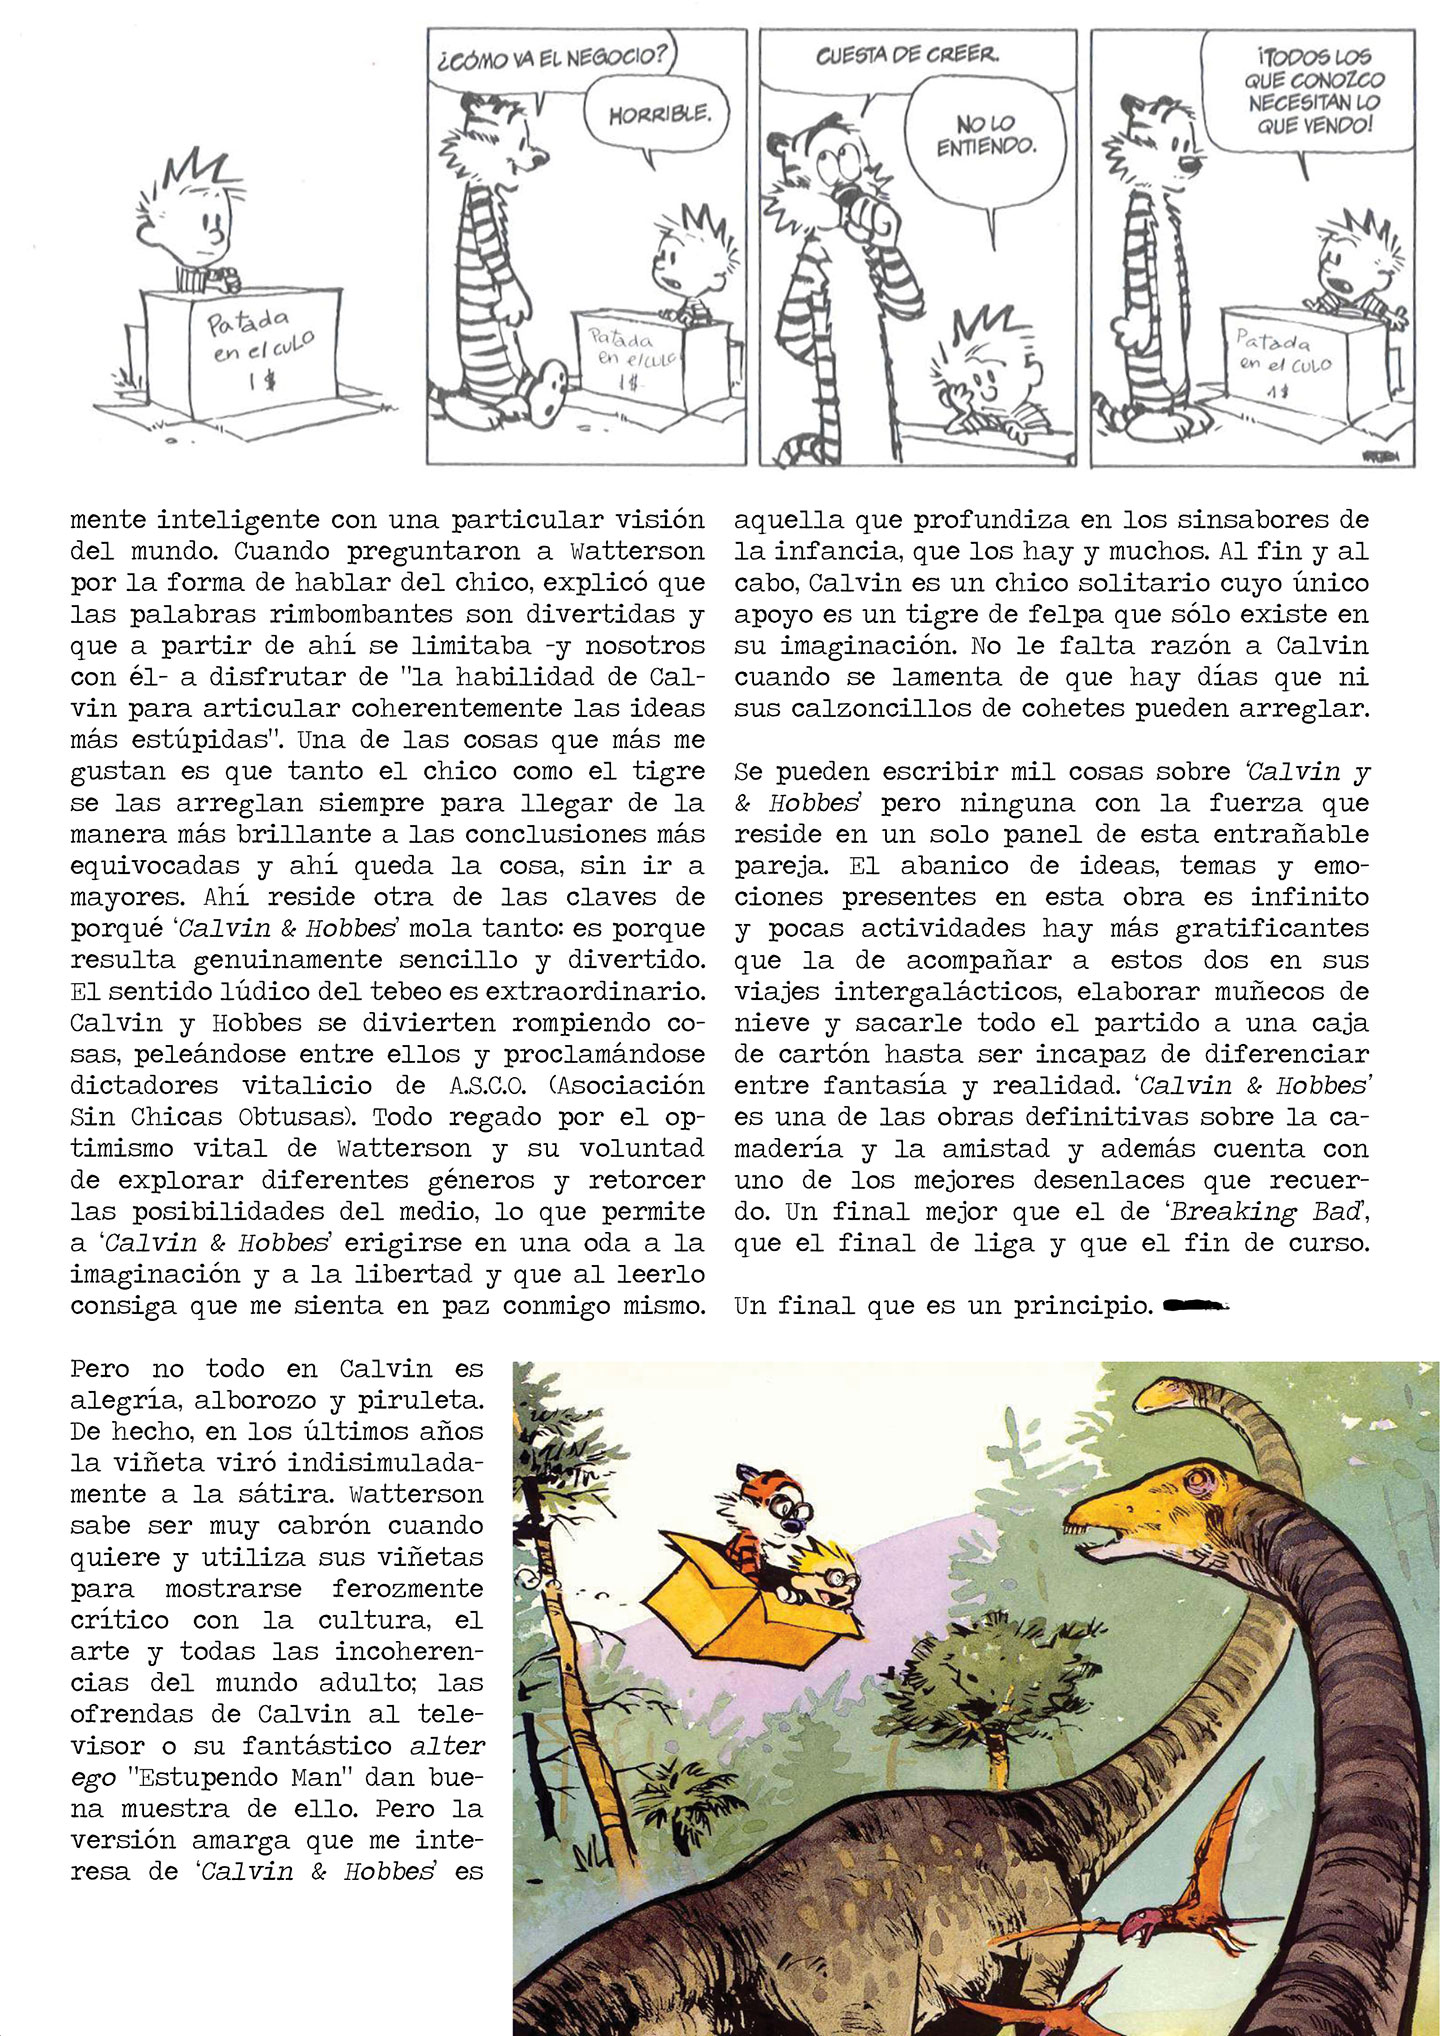 Patada
en el culo
1$
¿CÓMO VA EL NEGOCIO?
HORRIBLE.
Patada
en el culo
1$
CUESTA DE CREER.
NO LO
ENTIENDO.
¡TODOS LOS
QUE CONOZCO
NECESITAN LO
QUE VENDO!
Patada
en el culo
1$
mente inteligente con una particular visión
del mundo. Cuando preguntaron a Watterson
por la forma de hablar del chico, explicó que
las palabras rimbombantes son divertidas y
que a partir de ahí se limitaba -y nosotros
con él- a disfrutar de "la habilidad de Cal-
vin para articular coherentemente las ideas
más estúpidas". Una de las cosas que más me
gustan es que tanto el chico como el tigre
se las arreglan siempre para llegar de la
manera más brillante a las conclusiones más
equivocadas y ahí queda la cosa, sin ir a
mayores. Ahí reside otra de las claves de
porqué ‘Calvin & Hobbes’ mola tanto: es porque
resulta genuinamente sencillo y divertido.
El sentido lúdico del tebeo es extraordinario.
Calvin y Hobbes se divierten rompiendo co-
sas, peleándose entre ellos y proclamándose
dictadores vitalicio de A.S.C.O. (Asociación
Sin Chicas Obtusas). Todo regado por el op-
timismo vital de Watterson y su voluntad
de explorar diferentes géneros y retorcer
las posibilidades del medio, lo que permite
a ‘Calvin & Hobbes’ erigirse en una oda a la
imaginación y a la libertad y que al leerlo
consiga que me sienta en paz conmigo mismo.
Pero no todo en Calvin es
alegría, alborozo y piruleta.
De hecho, en los últimos años
la viñeta viró indisimulada-
mente a la sátira. Watterson
sabe ser muy cabrón cuando
quiere y utiliza sus viñetas
para mostrarse ferozmente
crítico con la cultura, el
arte y todas las incoheren-
cias del mundo adulto; las
ofrendas de Calvin al tele-
visor o su fantástico alter
ego "Estupendo Man" dan bue-
na muestra de ello. Pero la
versión amarga que me inte-
resa de ‘Calvin & Hobbes’ es
aquella que profundiza en los sinsabores de
la infancia, que los hay y muchos. Al fin y al
cabo, Calvin es un chico solitario cuyo único
apoyo es un tigre de felpa que sólo existe en
su imaginación. No le falta razón a Calvin
cuando se lamenta de que hay días que ni
sus calzoncillos de cohetes pueden arreglar.
Se pueden escribir mil cosas sobre ‘Calvin y
& Hobbes’ pero ninguna con la fuerza que
reside en un solo panel de esta entrañable
pareja. El abanico de ideas, temas y emo-
ciones presentes en esta obra es infinito
y pocas actividades hay más gratificantes
que la de acompañar a estos dos en sus
viajes intergalácticos, elaborar muñecos de
nieve y sacarle todo el partido a una caja
de cartón hasta ser incapaz de diferenciar
entre fantasía y realidad. ‘Calvin & Hobbes’
es una de las obras definitivas sobre la ca-
madería y la amistad y además cuenta con
uno de los mejores desenlaces que recuer-
do. Un final mejor que el de ‘Breaking Bad’,
que el final de liga y que el fin de curso.
Un final que es un principio.